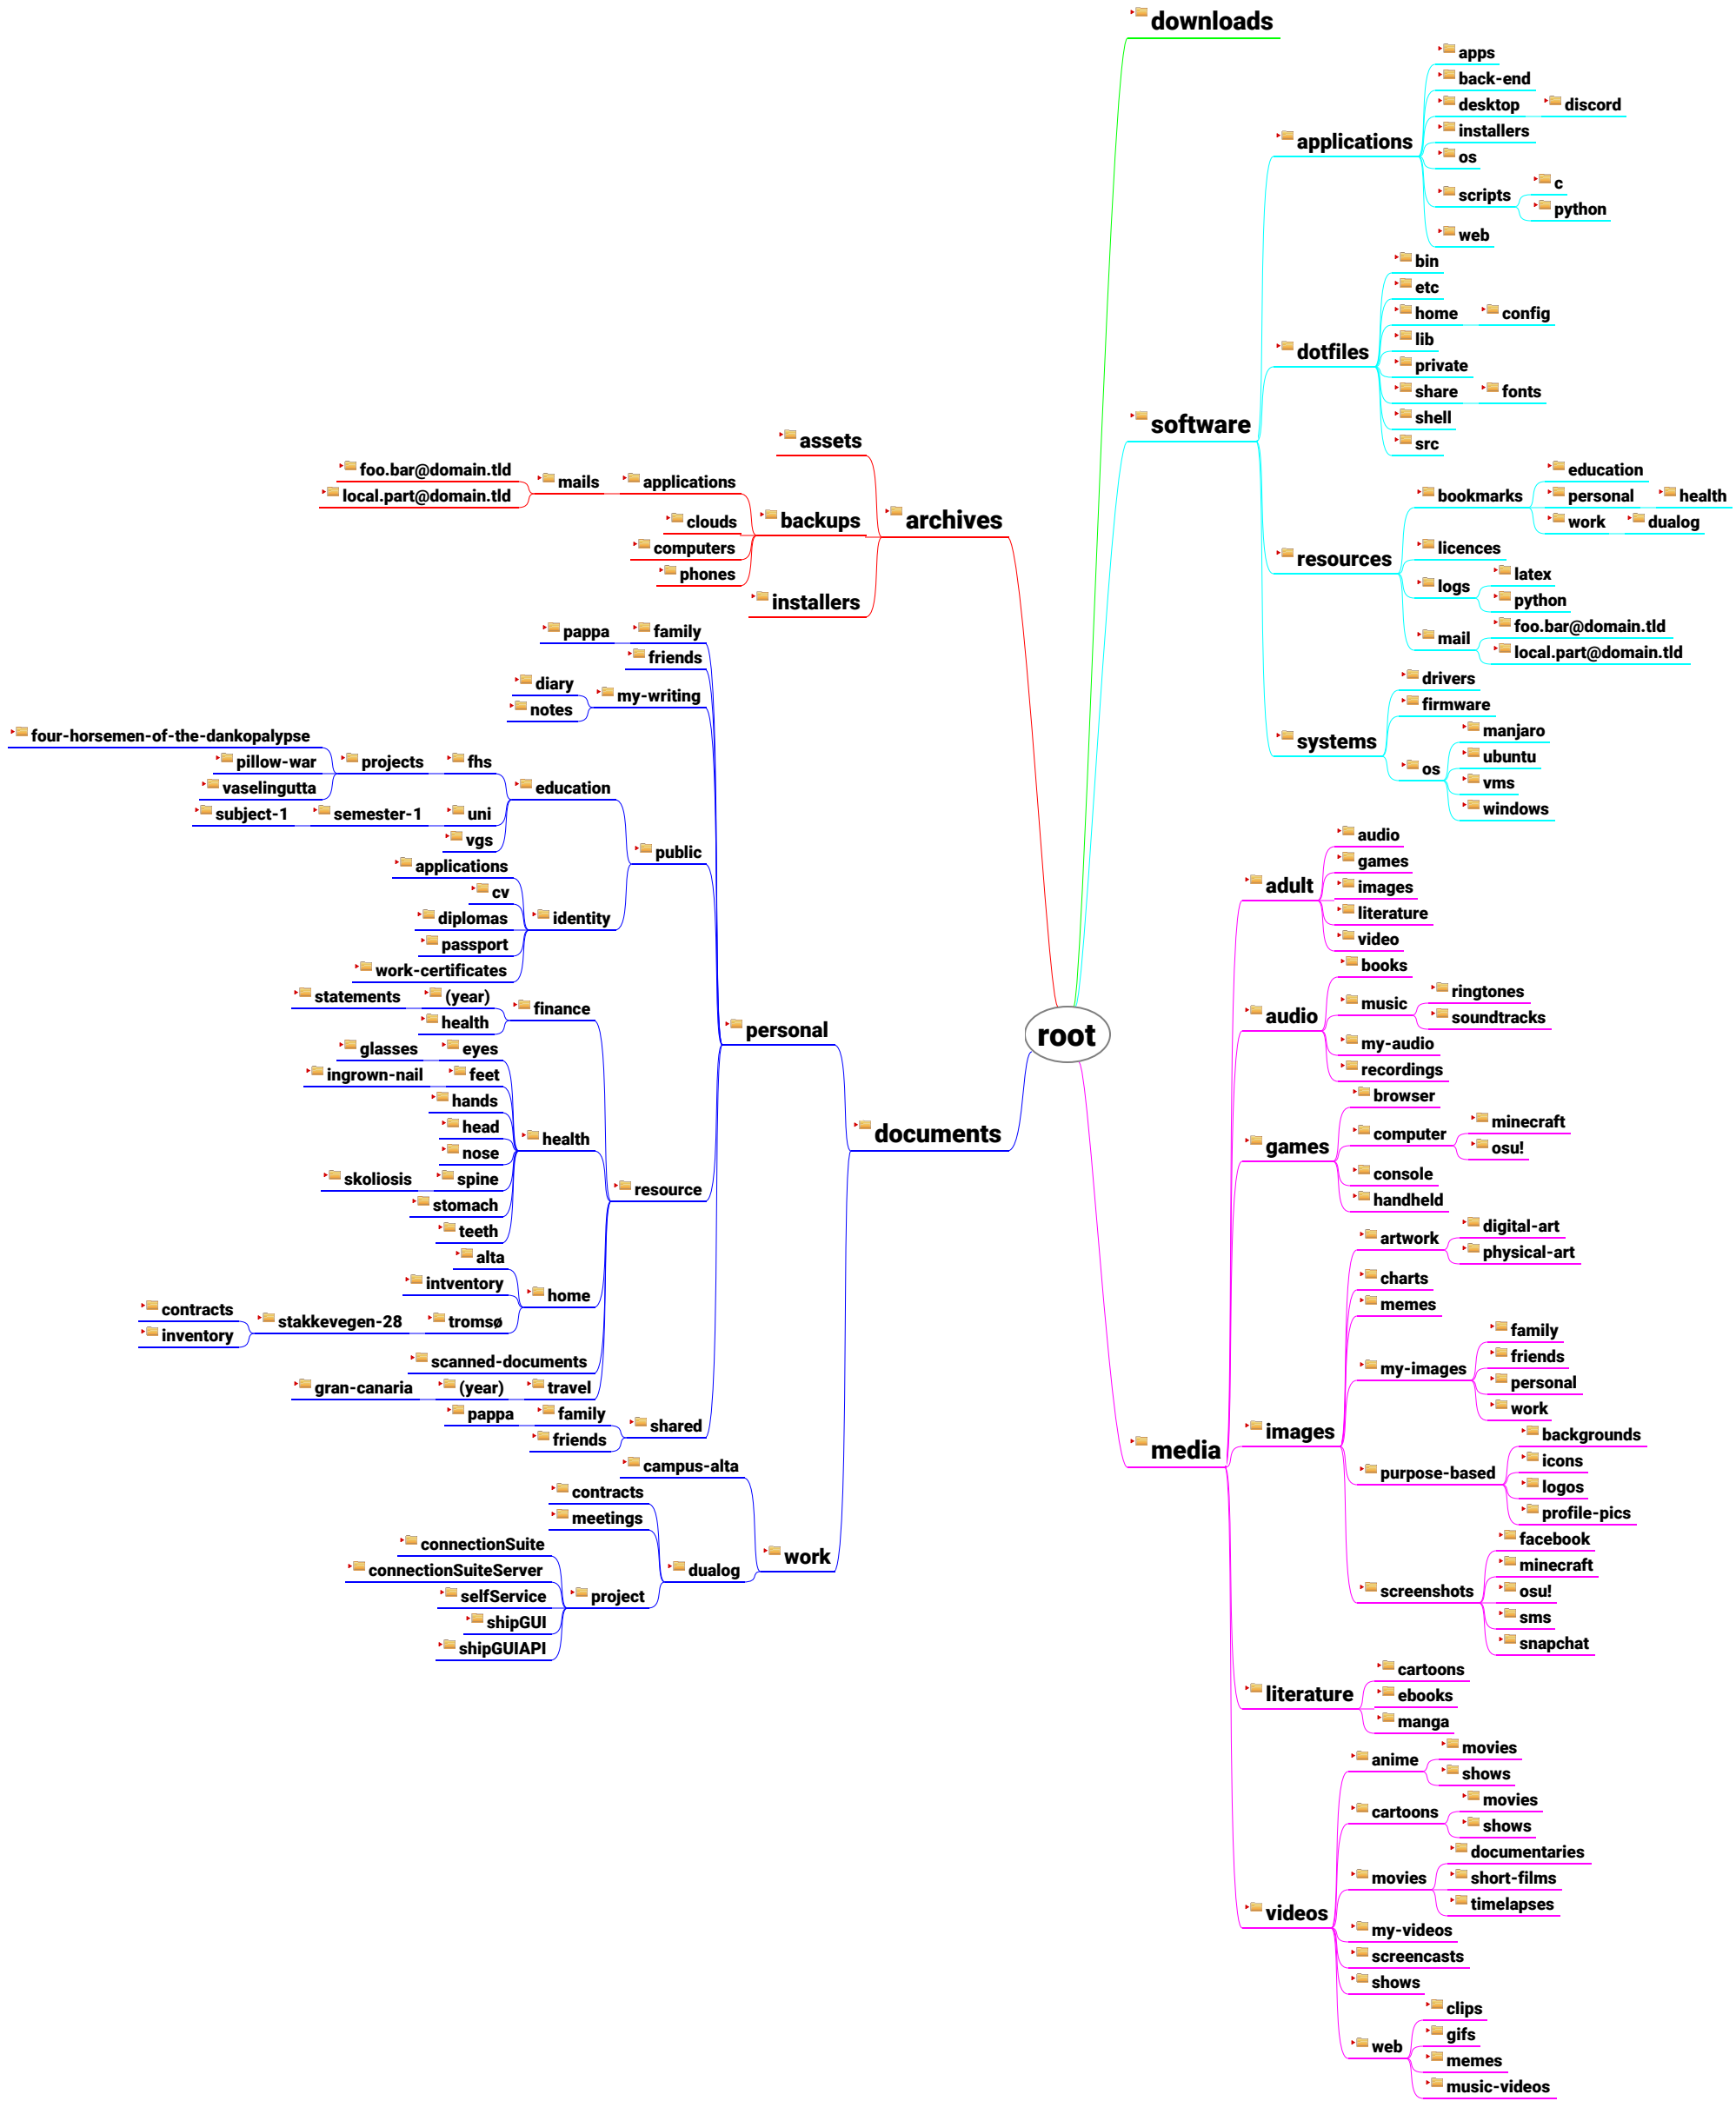 root
downloads
software
applications
apps
back-end
desktop
discord
installers
os
scripts
c
python
web
dotfiles
bin
etc
home
config
lib
private
share
fonts
shell
src
resources
bookmarks
education
personal
health
work
dualog
licences
logs
latex
python
mail
foo.bar@domain.tld
local.part@domain.tld
systems
drivers
firmware
os
manjaro
ubuntu
vms
windows
archives
assets
backups
applications
mails
foo.bar@domain.tld
local.part@domain.tld
clouds
computers
phones
installers
documents
personal
family
pappa
friends
my-writing
diary
notes
public
education
fhs
projects
four-horsemen-of-the-dankopalypse
pillow-war
vaselingutta
uni
semester-1
subject-1
vgs
identity
applications
cv
diplomas
passport
work-certificates
resource
finance
(year)
statements
health
health
eyes
glasses
feet
ingrown-nail
hands
head
nose
spine
skoliosis
stomach
teeth
home
alta
intventory
tromsø
stakkevegen-28
contracts
inventory
scanned-documents
travel
(year)
gran-canaria
shared
family
pappa
friends
work
campus-alta
dualog
contracts
meetings
project
connectionSuite
connectionSuiteServer
selfService
shipGUI
shipGUIAPI
media
adult
audio
games
images
literature
video
audio
books
music
ringtones
soundtracks
my-audio
recordings
games
browser
computer
minecraft
osu!
console
handheld
images
artwork
digital-art
physical-art
charts
memes
my-images
family
friends
personal
work
purpose-based
backgrounds
icons
logos
profile-pics
screenshots
facebook
minecraft
osu!
sms
snapchat
literature
cartoons
ebooks
manga
videos
anime
movies
shows
cartoons
movies
shows
movies
documentaries
short-films
timelapses
my-videos
screencasts
shows
web
clips
gifs
memes
music-videos